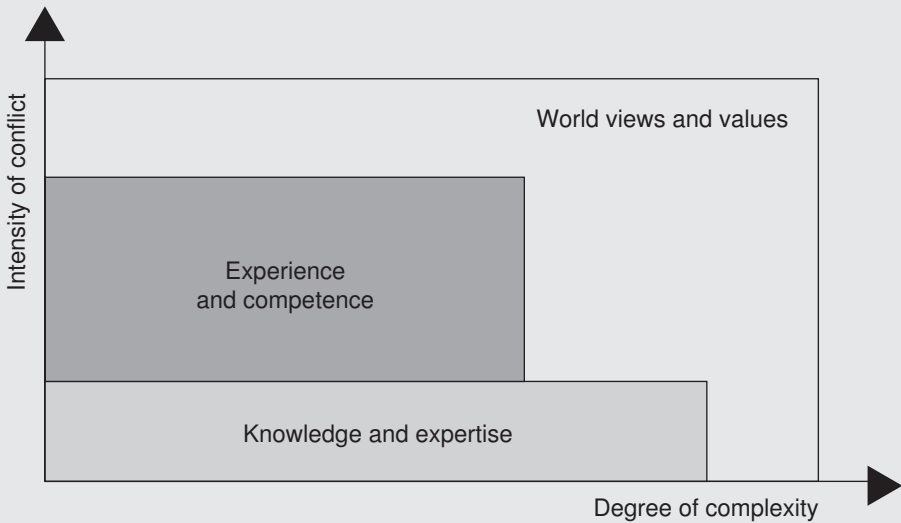 Intensity of conflict
World views and values
Experience
and competence
Knowledge and expertise
Degree of complexity